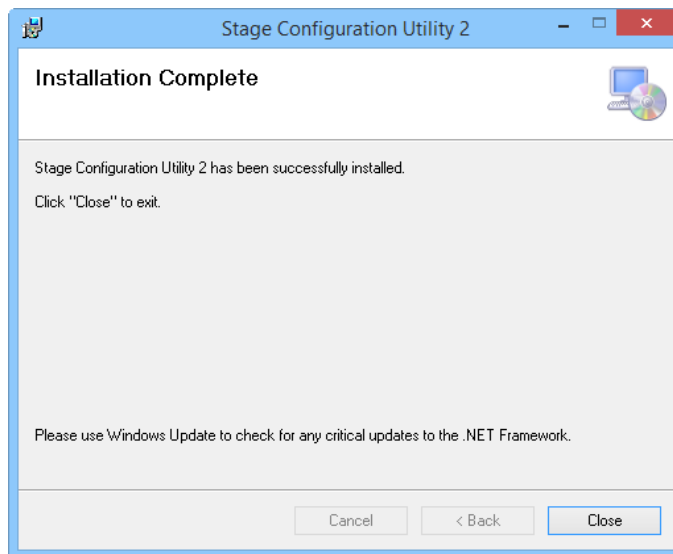 Stage Configuration Utility 2
Installation Complete
Stage Configuration Utility 2 has been successfully installed.
Click "Close" to exit.
Please use Windows Update to check for any critical updates to the .NET Framework.
Cancel
< Back
Close